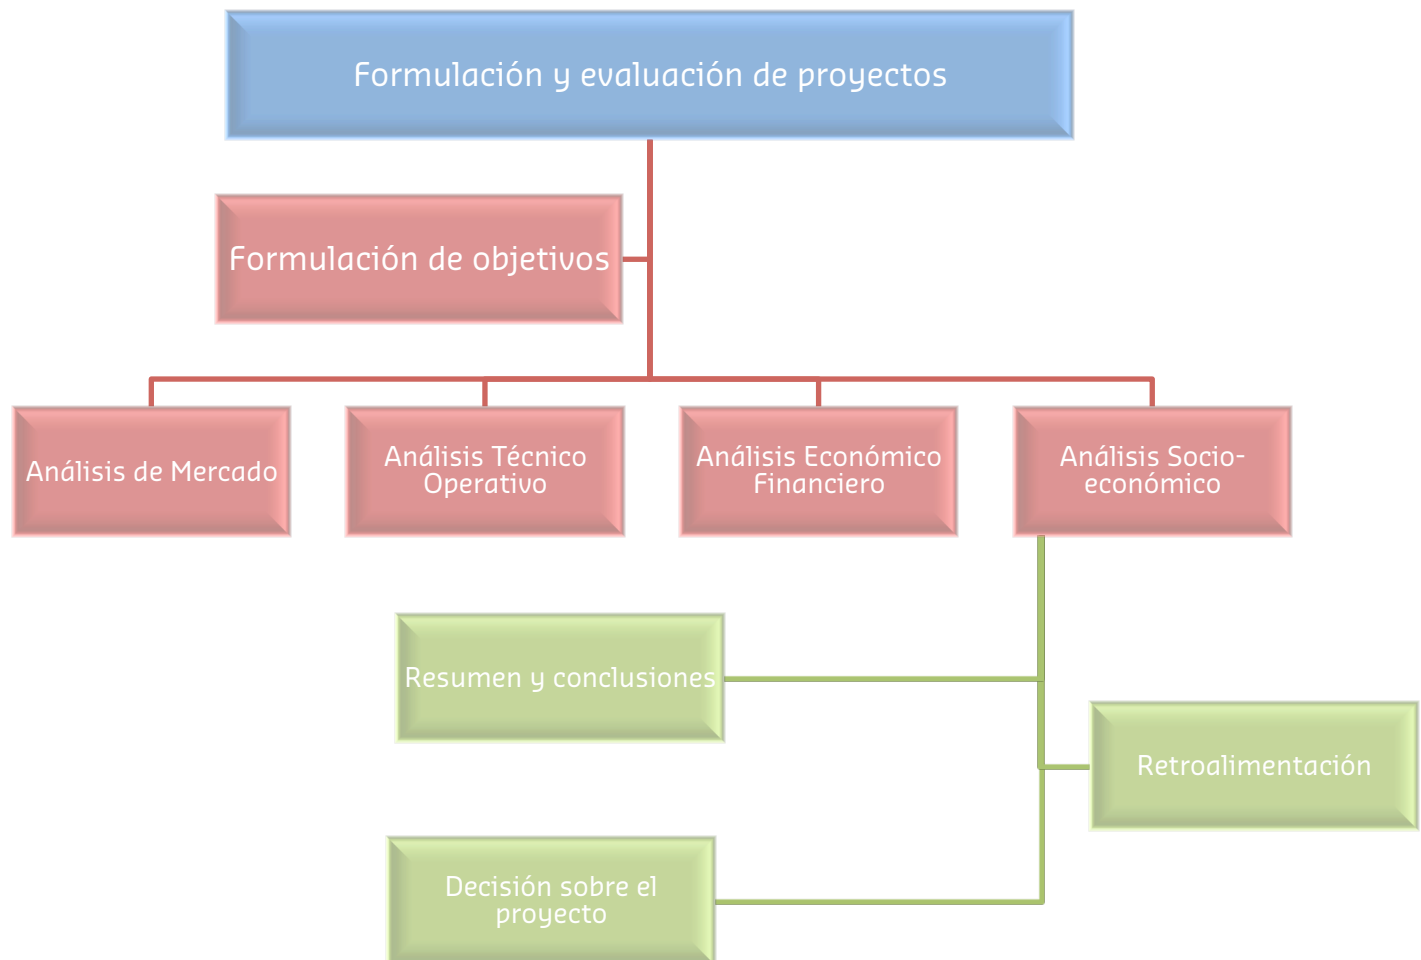 Formulación y evaluación de proyectos
Formulación de objetivos
Análisis de Mercado
Análisis Técnico
Operativo
Análisis Económico
Financiero
Análisis Socio-
económico
Resumen y conclusiones
Retroalimentación
Decisión sobre el
proyecto